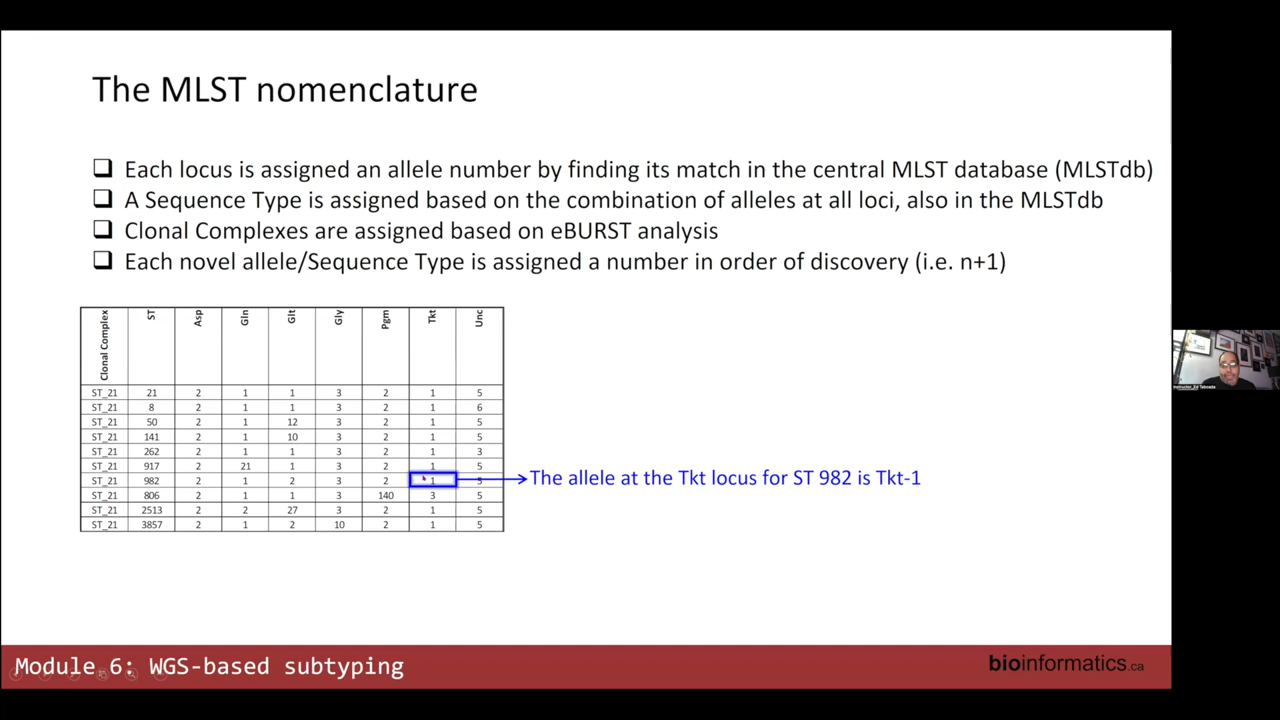 The MLST nomenclature
Each locus is assigned an allele number by finding its match in the central MLST database (MLSTdb)
A Sequence Type is assigned based on the combination of alleles at all loci, also in the MLSTdb
Clonal Complexes are assigned based on eBURST analysis
Each novel allele/Sequence Type is assigned a number in order of discovery (i.e. n+1)
Clonal Complex ST Asp Gln Glt Gly Pgm Tkt Unc
ST_21 21 2 1 1 3 2 1 5
ST_21 8 2 1 1 3 2 1 6
ST_21 50 2 1 12 3 2 1 5
ST_21 141 2 1 10 3 2 1 5
ST_21 262 2 1 1 3 2 1 3
ST_21 917 2 21 1 3 2 1 5
ST_21 982 2 1 2 3 2 1 5
ST_21 806 2 1 1 3 140 3 5
ST_21 2513 2 2 27 3 2 1 5
ST_21 3857 2 1 2 10 2 1 5
The allele at the Tkt locus for ST 982 is Tkt-1
Instructor_Ed Taboada
Module 6: WGS-based subtyping
bioinformatics.ca